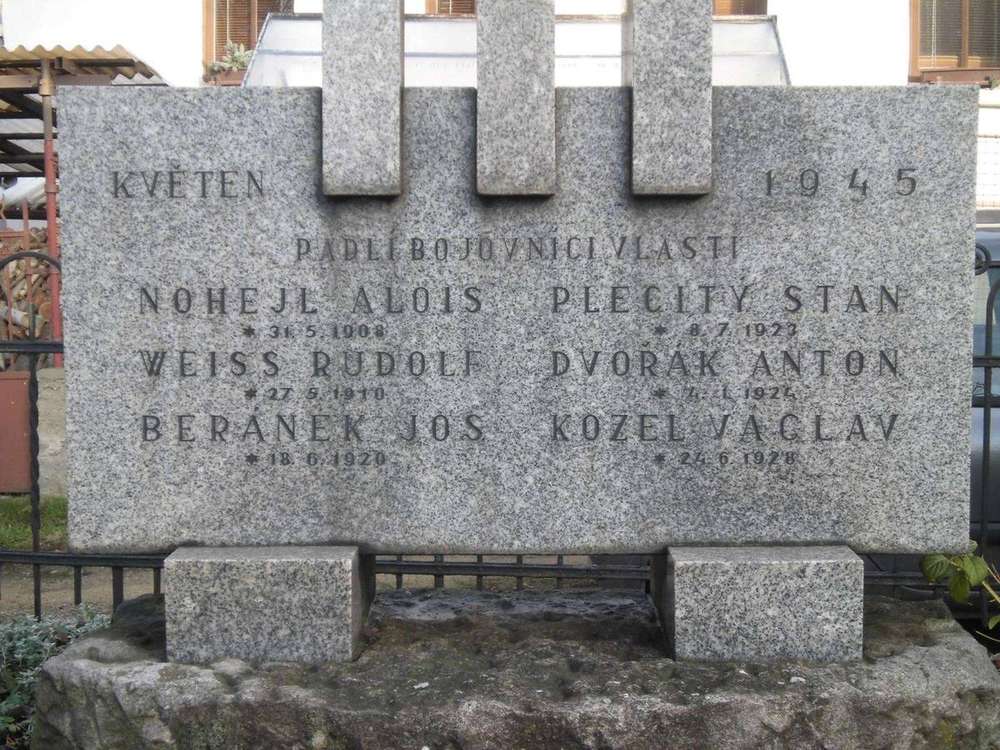 KVĚTEN 1945
PADLÍ BOJOVNÍCI VLASTI
NOHEJL ALOIS PLECITÝ STAN
* 31. 5. 1908 * 8. 7. 1923
WEISS RUDOLF DVOŘÁK ANTON
* 27. 5. 1910 * 4. 1. 1924
BERÁNEK JOS KOZEL VÁCLAV
* 18. 6. 1920 * 24. 6. 1928